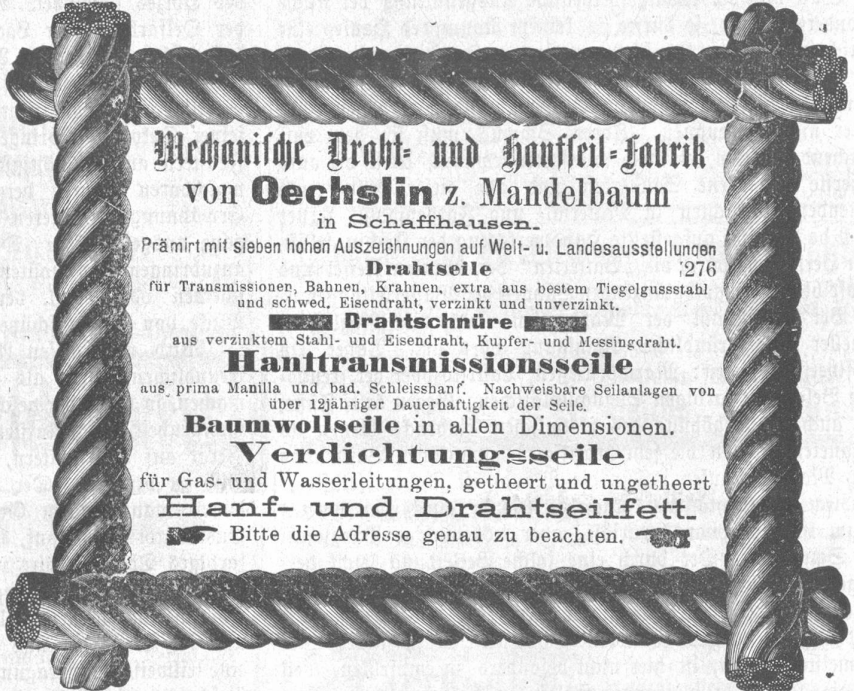 Mechanische Draht- und Hanfseil-Fabrik
von Oechslin z. Mandelbaum
in Schaffhausen.
Prämirt mit sieben hohen Auszeichnungen auf Welt- u. Landesausstellungen
Drahtseile 276
für Transmissionen, Bahnen, Krahnen, extra aus bestem Tiegelgussstahl
und schwed. Eisendraht, verzinkt und unverzinkt.
Drahtschnüre
aus verzinktem Stahl- und Eisendraht, Kupfer- und Messingdraht.
Hanftransmissionsseile
aus prima Manilla und bad. Schleisshanf. Nachweisbare Seilanlagen von
über 12jähriger Dauerhaftigkeit der Seile.
Baumwollseile in allen Dimensionen.
Verdichtungsseile
für Gas- und Wasserleitungen, getheert und ungetheert
Hanf- und Drahtseilfett.
Bitte die Adresse genau zu beachten.